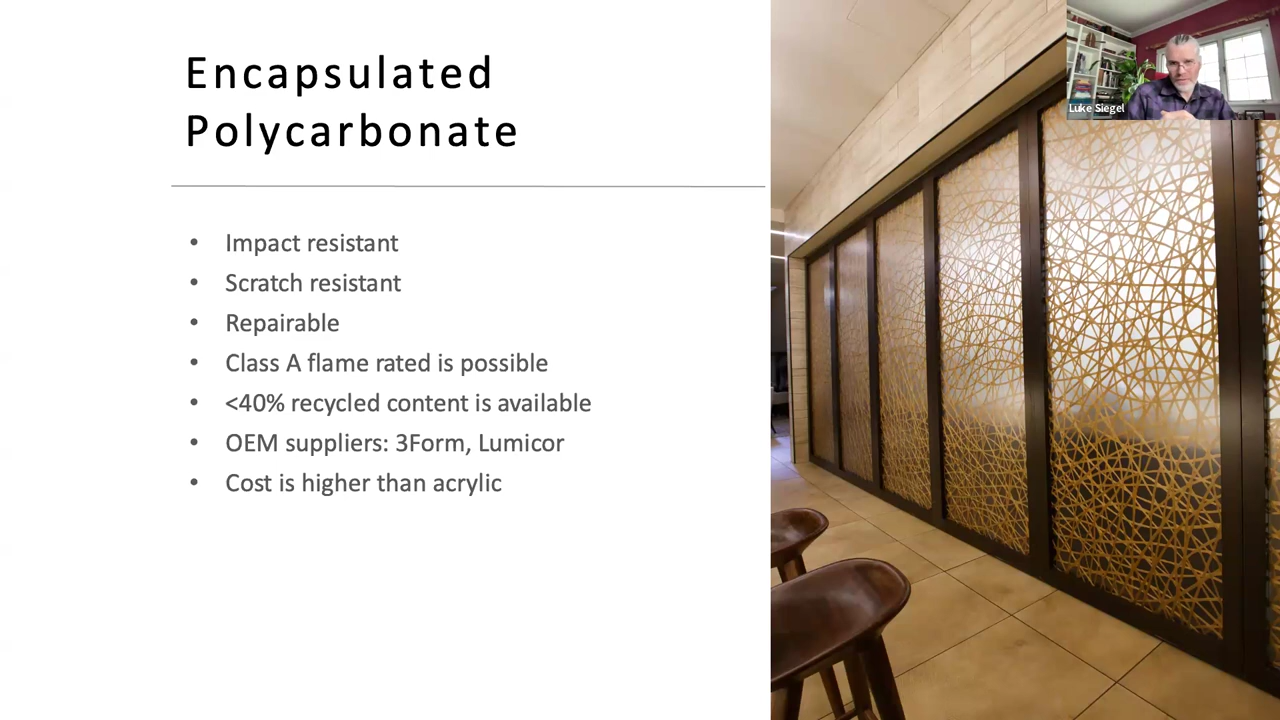 Encapsulated
Polycarbonate
• Impact resistant
• Scratch resistant
• Repairable
• Class A flame rated is possible
• <40% recycled content is available
• OEM suppliers: 3Form, Lumicor
• Cost is higher than acrylic
Luke Siegel